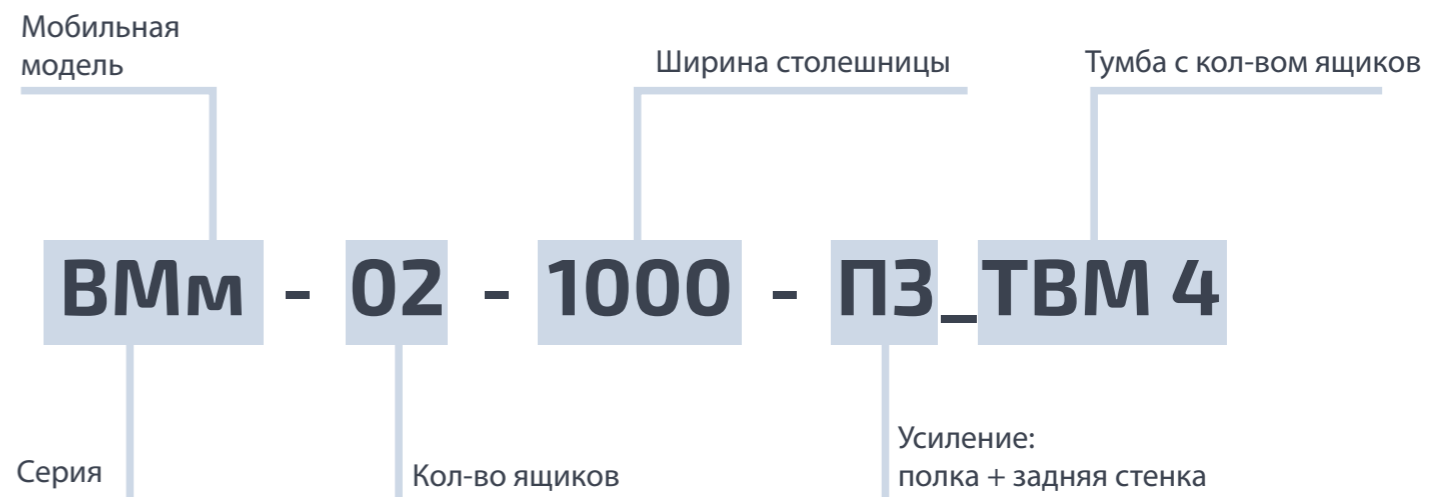 Мобильная
модель
Ширина столешницы
Тумба с кол-вом ящиков
ВМм - 02 - 1000 - ПЗ_ТВМ 4
Серия
Кол-во ящиков
Усиление:
полка + задняя стенка